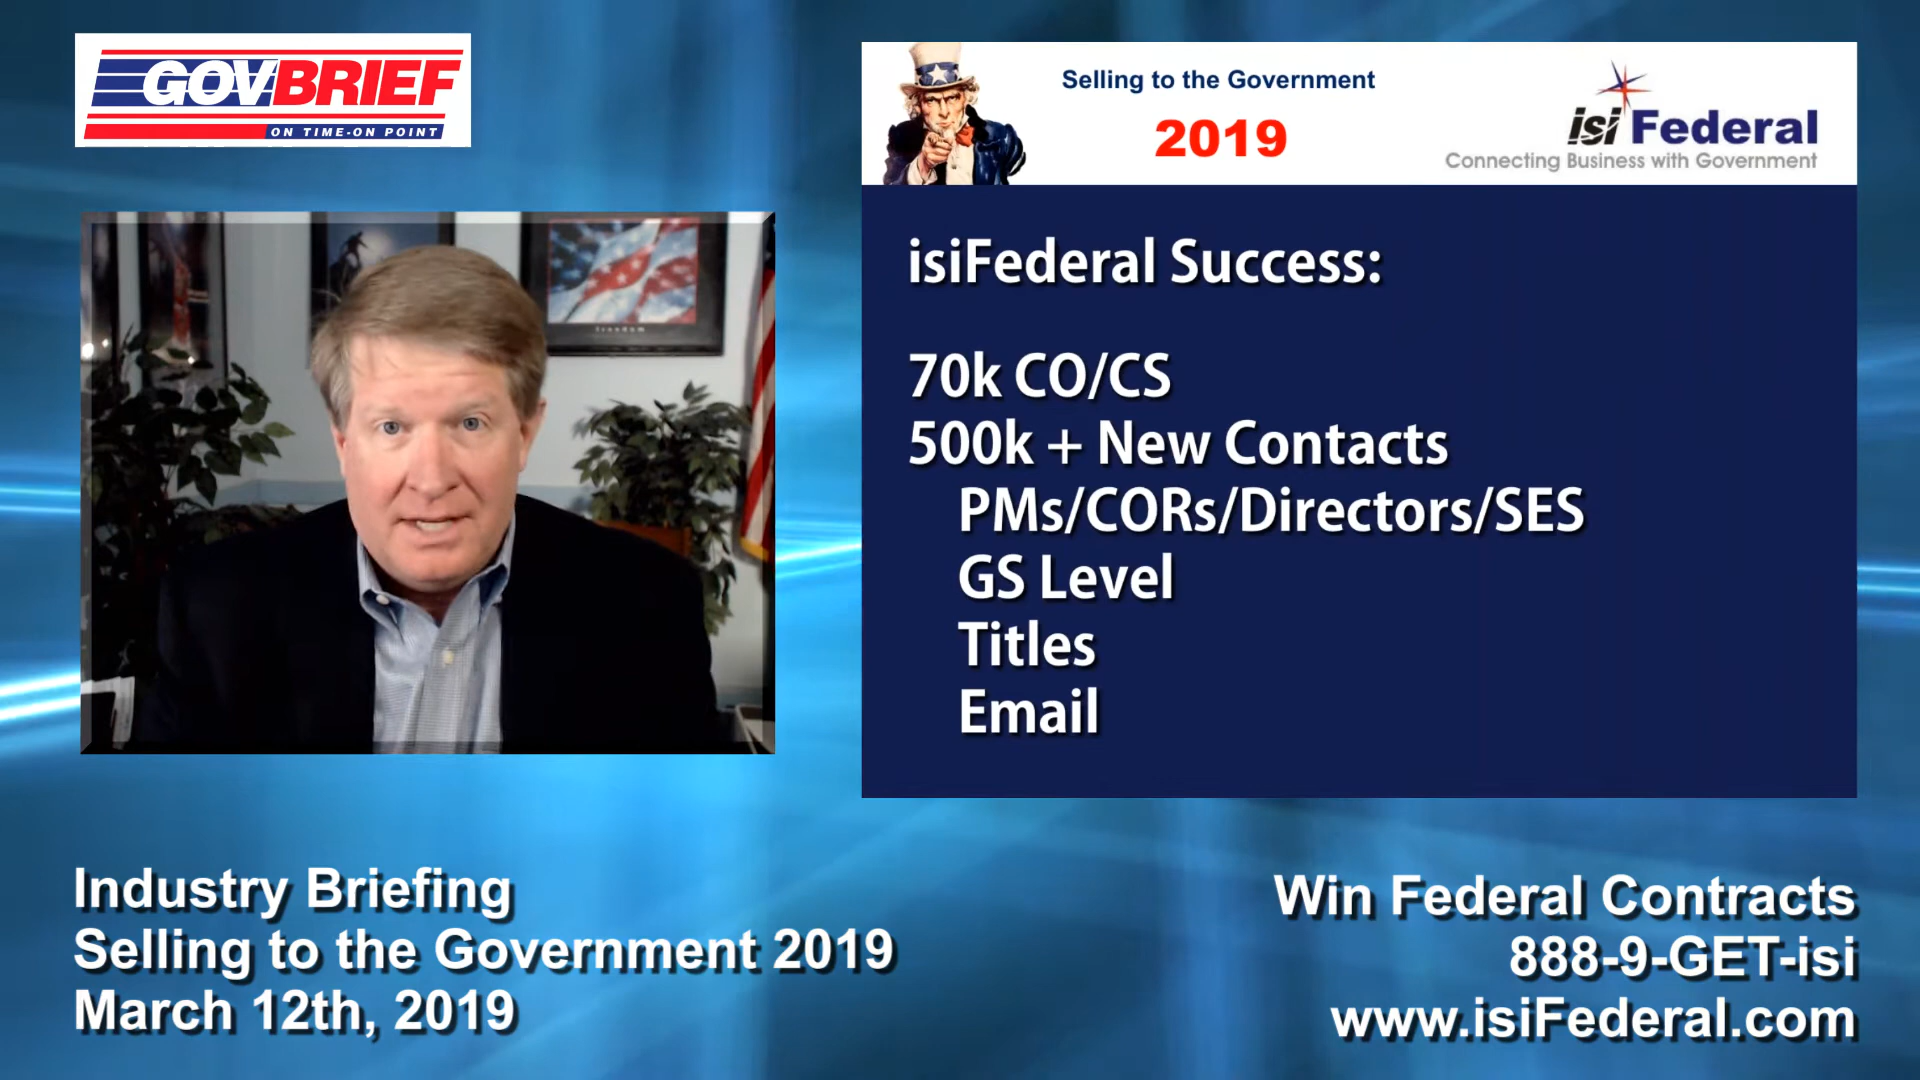 GOVBRIEF
ON TIME-ON POINT
freedom
Selling to the Government
2019
isi Federal
Connecting Business with Government
isiFederal Success:
70k CO/CS
500k + New Contacts
PMs/CORs/Directors/SES
GS Level
Titles
Email
Industry Briefing
Selling to the Government 2019
March 12th, 2019
Win Federal Contracts
888-9-GET-isi
www.isiFederal.com